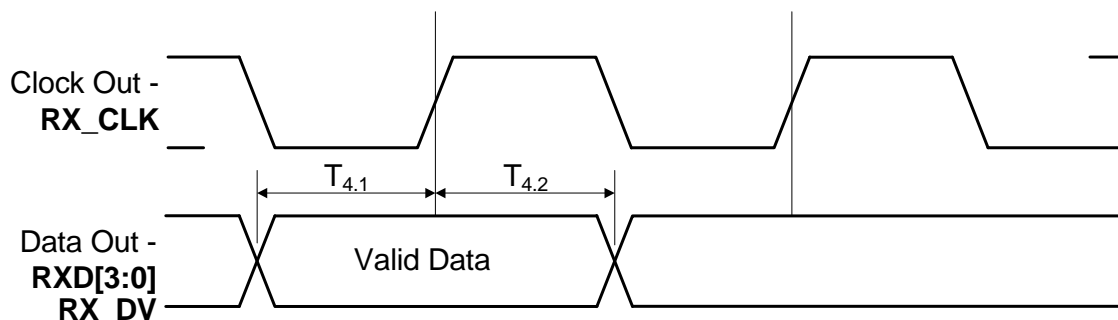 Clock Out -
RX_CLK
T4.1 T4.2
Data Out -
RXD[3:0]
Valid Data
RX_DV